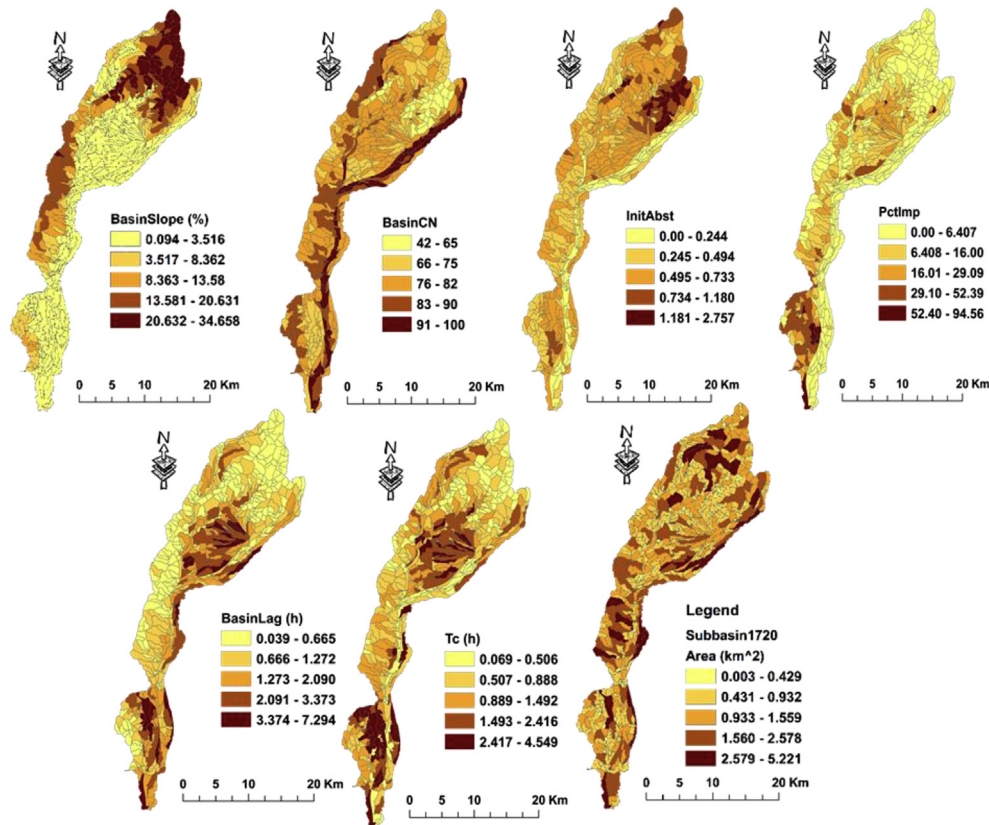 N
N
N
N
BasinSlope (%)
0.094 - 3.516
3.517 - 8.362
8.363 - 13.58
13.581 - 20.631
20.632 - 34.658
0 5 10 20 Km
BasinCN
42 - 65
66 - 75
76 - 82
83 - 90
91 - 100
0 5 10 20 Km
InitAbst
0.00 - 0.244
0.245 - 0.494
0.495 - 0.733
0.734 - 1.180
1.181 - 2.757
0 5 10 20 Km
PctImp
0.00 - 6.407
6.408 - 16.00
16.01 - 29.09
29.10 - 52.39
52.40 - 94.56
0 5 10 20 Km
N
N
N
BasinLag (h)
0.039 - 0.665
0.666 - 1.272
1.273 - 2.090
2.091 - 3.373
3.374 - 7.294
0 5 10 20 Km
Tc (h)
0.069 - 0.506
0.507 - 0.888
0.889 - 1.492
1.493 - 2.416
2.417 - 4.549
0 5 10 20 Km
Legend
Subbasin1720
Area (km^2)
0.003 - 0.429
0.431 - 0.932
0.933 - 1.559
1.560 - 2.578
2.579 - 5.221
0 5 10 20 Km